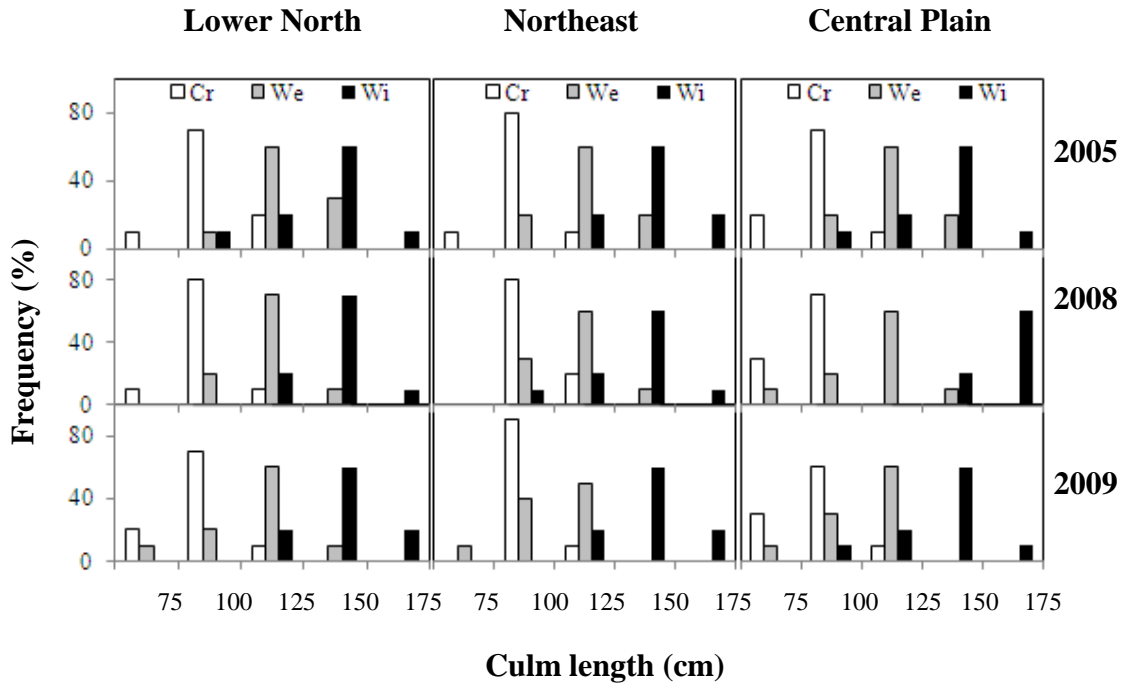 Lower North Northeast Central Plain
Cr We Wi Cr We Wi Cr We Wi
80
40
0
2005
80
40
0
2008
80
40
0
2009
Frequency (%)
75 100 125 150 175 75 100 125 150 175 75 100 125 150 175
Culm length (cm)